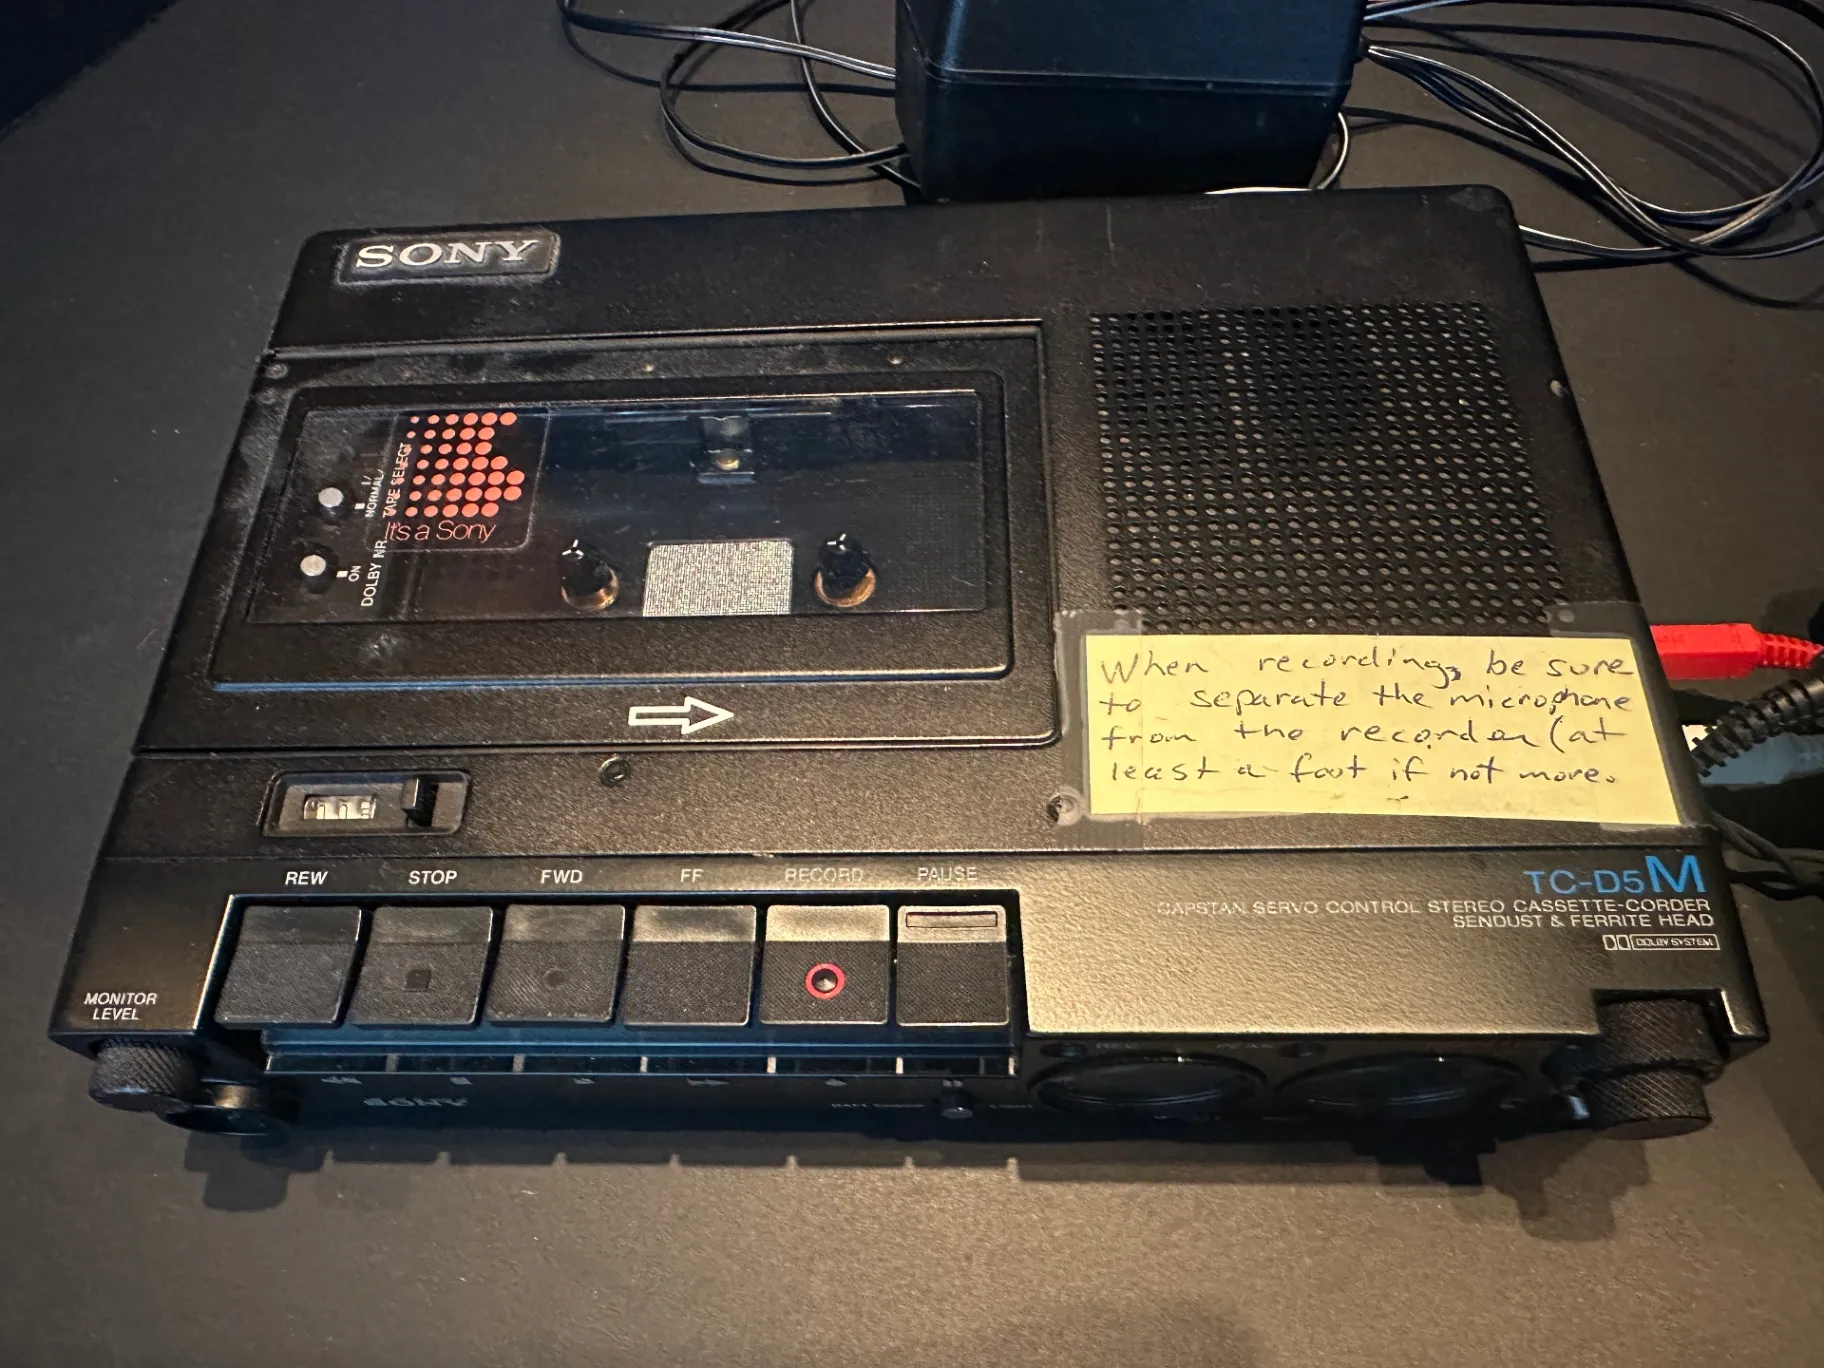 SONY
TAPE SELECT
NORMAL
It's a Sony
DOLBY NR
ON
When recording, be sure
to separate the microphone
from the recorder (at
least a foot if not more.
REW STOP FWD FF RECORD PAUSE
TC-D5M
CAPSTAN SERVO CONTROL STEREO CASSETTE-CORDER
SENDUST & FERRITE HEAD
DOLBY SYSTEM
MONITOR
LEVEL
SONY